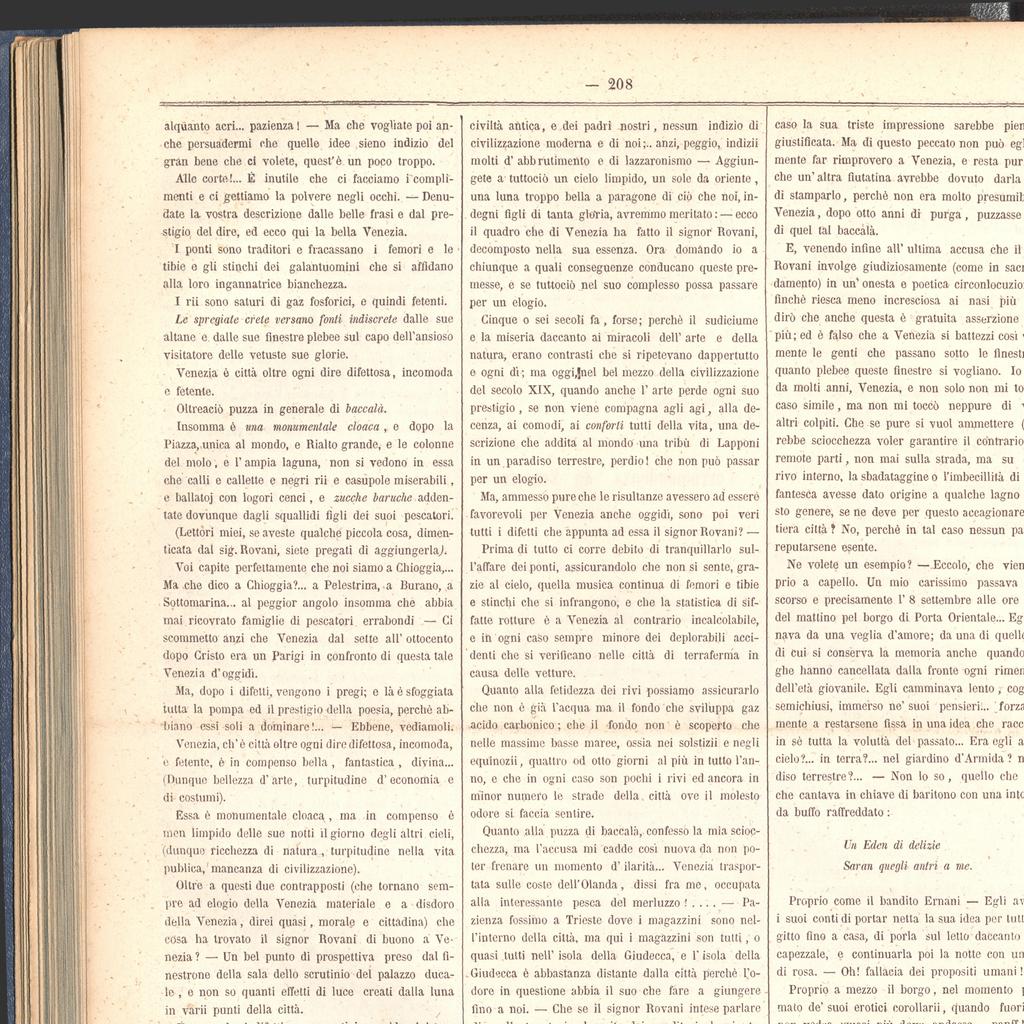 — 208
alquanto acri... pazienza! — Ma che vogliate poi an-
che persuadermi che quelle idee sieno indizio del
gran bene che ci volete, quest'è un poco troppo.
Alle corte!... È inutile che ci facciamo i compli-
menti e ci gettiamo la polvere negli occhi. — Denu-
date la vostra descrizione dalle belle frasi e dal pre-
stigio del dire, ed ecco qui la bella Venezia.
I ponti sono traditori e fracassano i femori e le
tibie e gli stinchi dei galantuomini che si affidano
alla loro ingannatrice bianchezza.
I rii sono saturi di gaz fosforici, e quindi fetenti.
Le spregiate crete versano fonti indiscrete dalle sue
altane e dalle sue finestre plebee sul capo dell'ansioso
visitatore delle vetuste sue glorie.
Venezia è città oltre ogni dire difettosa, incomoda
e fetente.
Oltreaciò puzza in generale di baccalà.
Insomma è una monumentale cloaca, e dopo la
Piazza, unica al mondo, e Rialto grande, e le colonne
del molo, e l'ampia laguna, non si vedono in essa
che calli e callette e negri rii e casupole miserabili,
e ballatoj con logori cenci, e zucche baruche adden-
tate dovunque dagli squallidi figli dei suoi pescatori.
(Lettori miei, se aveste qualche piccola cosa, dimen-
ticata dal sig. Rovani, siete pregati di aggiungerla).
Voi capite perfettamente che noi siamo a Chioggia,...
Ma che dico a Chioggia?... a Pelestrina, a Burano, a
Sottomarina... al peggior angolo insomma che abbia
mai ricovrato famiglie di pescatori errabondi — Ci
scommetto anzi che Venezia dal sette all'ottocento
dopo Cristo era un Parigi in confronto di questa tale
Venezia d'oggidì.
Ma, dopo i difetti, vengono i pregi; e là è sfoggiata
tutta la pompa ed il prestigio della poesia, perchè ab-
biano essi soli a dominare!... — Ebbene, vediamoli.
Venezia, ch'è città oltre ogni dire difettosa, incomoda,
e fetente, è in compenso bella, fantastica, divina...
(Dunque bellezza d'arte, turpitudine d'economia e
di costumi).
Essa è monumentale cloaca, ma in compenso è
men limpido delle sue notti il giorno degli altri cieli,
(dunque ricchezza di natura, turpitudine nella vita
publica, mancanza di civilizzazione).
Oltre a questi due contrapposti (che tornano sem-
pre ad elogio della Venezia materiale e a disdoro
della Venezia, direi quasi, morale e cittadina) che
cosa ha trovato il signor Rovani di buono a Ve-
nezia? — Un bel punto di prospettiva preso dal fi-
nestrone della sala dello scrutinio del palazzo duca-
le, e non so quanti effetti di luce creati dalla luna
in varii punti della città.
civiltà antica, e dei padri nostri, nessun indizio di
civilizzazione moderna e di noi;.. anzi, peggio, indizii
molti d'abbrutimento e di lazzaronismo — Aggiun-
gete a tuttociò un cielo limpido, un sole da oriente,
una luna troppo bella a paragone di ciò che noi, in-
degni figli di tanta gloria, avremmo meritato: — ecco
il quadro che di Venezia ha fatto il signor Rovani,
decomposto nella sua essenza. Ora domando io a
chiunque a quali conseguenze conducano queste pre-
messe, e se tuttociò nel suo complesso possa passare
per un elogio.
Cinque o sei secoli fa, forse; perchè il sudiciume
e la miseria daccanto ai miracoli dell'arte e della
natura, erano contrasti che si ripetevano dappertutto
e ogni dì; ma oggi, nel bel mezzo della civilizzazione
del secolo XIX, quando anche l'arte perde ogni suo
prestigio, se non viene compagna agli agi, alla de-
cenza, ai comodi, ai conforti tutti della vita, una de-
scrizione che addita al mondo una tribù di Lapponi
in un paradiso terrestre, perdio! che non può passar
per un elogio.
Ma, ammesso pure che le risultanze avessero ad essere
favorevoli per Venezia anche oggidì, sono poi veri
tutti i difetti che appunta ad essa il signor Rovani? —
Prima di tutto ci corre debito di tranquillarlo sul-
l'affare dei ponti, assicurandolo che non si sente, gra-
zie al cielo, quella musica continua di femori e tibie
e stinchi che si infrangono, e che la statistica di sif-
fatte rotture è a Venezia al contrario incalcolabile,
e in ogni caso sempre minore dei deplorabili acci-
denti che si verificano nelle città di terraferma in
causa delle vetture.
Quanto alla fetidezza dei rivi possiamo assicurarlo
che non è già l'acqua ma il fondo che sviluppa gaz
acido carbonico; che il fondo non è scoperto che
nelle massime basse maree, ossia nei solstizii e negli
equinozii, quattro od otto giorni al più in tutto l'an-
no, e che in ogni caso son pochi i rivi ed ancora in
minor numero le strade della città ove il molesto
odore si faccia sentire.
Quanto alla puzza di baccalà, confesso la mia scioc-
chezza, ma l'accusa mi cadde così nuova da non po-
ter frenare un momento d'ilarità... Venezia traspor-
tata sulle coste dell'Olanda, dissi fra me, occupata
alla interessante pesca del merluzzo!.... — Pa-
zienza fossimo a Trieste dove i magazzini sono nel-
l'interno della città, ma qui i magazzini son tutti, o
quasi tutti nell'isola della Giudecca, e l'isola della
Giudecca è abbastanza distante dalla città perchè l'o-
dore in questione abbia il suo che fare a giungere
fino a noi. — Che se il signor Rovani intese parlare
caso la sua triste impressione sarebbe pien
giustificata. Ma di questo peccato non può egl
mente far rimprovero a Venezia, e resta pur
che un'altra fiutatina avrebbe dovuto darla
di stamparlo, perchè non era molto presumib
Venezia, dopo otto anni di purga, puzzasse
di quel tal baccalà.
E, venendo infine all'ultima accusa che il
Rovani involge giudiziosamente (come in sacr
damento) in un'onesta e poetica circonlocuzio
finchè riesca meno incresciosa ai nasi più
dirò che anche questa è gratuita asserzione
più; ed è falso che a Venezia si battezzi così
mente le genti che passano sotto le finest
quanto plebee queste finestre si vogliano. Io
da molti anni, Venezia, e non solo non mi to
caso simile, ma non mi toccò neppure di
altri colpiti. Che se pure si vuol ammettere (
rebbe sciocchezza voler garantire il contrario
remote parti, non mai sulla strada, ma su
rivo interno, la sbadataggine o l'imbecillità di
fantesca avesse dato origine a qualche lagno
sto genere, se ne deve per questo accagionare
tiera città? No, perchè in tal caso nessun pa
reputarsene esente.
Ne volete un esempio? — Eccolo, che vien
prio a capello. Un mio carissimo passava
scorso e precisamente l'8 settembre alle ore
del mattino pel borgo di Porta Orientale... Eg
nava da una veglia d'amore; da una di quelle
di cui si conserva la memoria anche quando
ghe hanno cancellata dalla fronte ogni rimen
dell'età giovanile. Egli camminava lento, cog
semichiusi, immerso ne' suoi pensieri... forza
mente a restarsene fissa in una idea che racc
in sè tutta la voluttà del passato... Era egli a
cielo?... in terra?... nel giardino d'Armida? n
diso terrestre?... — Non lo so, quello che
che cantava in chiave di baritono con una into
da buffo raffreddato:
Un Eden di delizie
Saran quegli antri a me.
Proprio come il bandito Ernani — Egli av
i suoi conti di portar netta la sua idea per tutt
gitto fino a casa, di porla sul letto daccanto
capezzale, e continuarla poi la notte con un
di rosa. — Oh! fallacia dei propositi umani!
Proprio a mezzo il borgo, nel momento p
mato de' suoi erotici corollarii, quando fuori